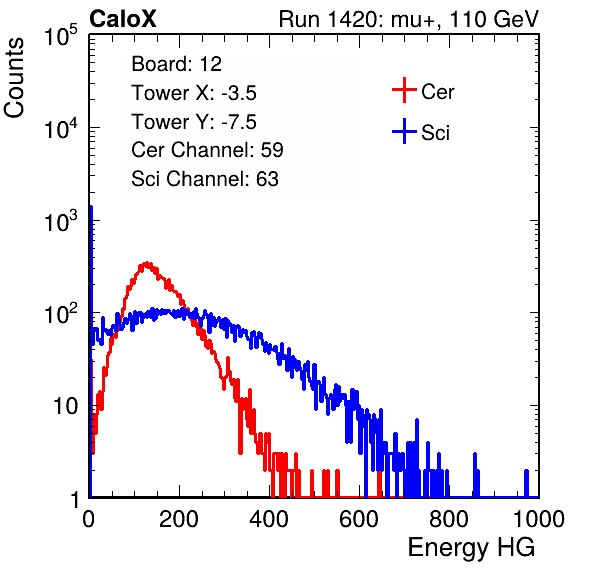 CaloX Run 1420: mu+, 110 GeV
Counts
10^5
10^4
10^3
10^2
10
1
Board: 12
Tower X: -3.5
Tower Y: -7.5
Cer Channel: 59
Sci Channel: 63
Cer
Sci
0 200 400 600 800 1000
Energy HG